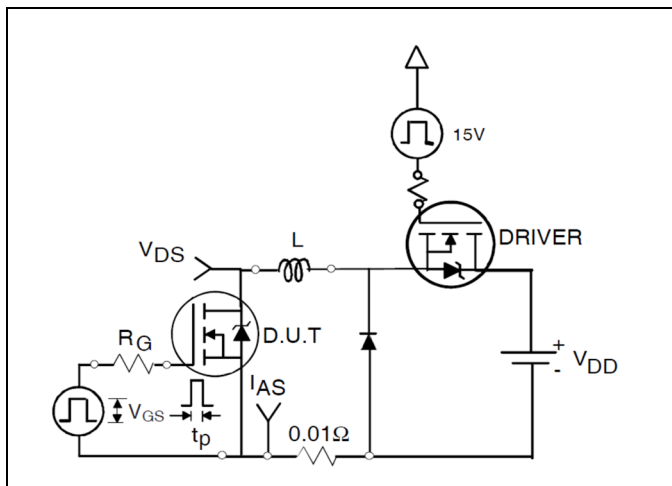 15V
DRIVER
L
VDS
D.U.T
RG
+
VDD
-
IAS
VGS
tp
0.01Ω